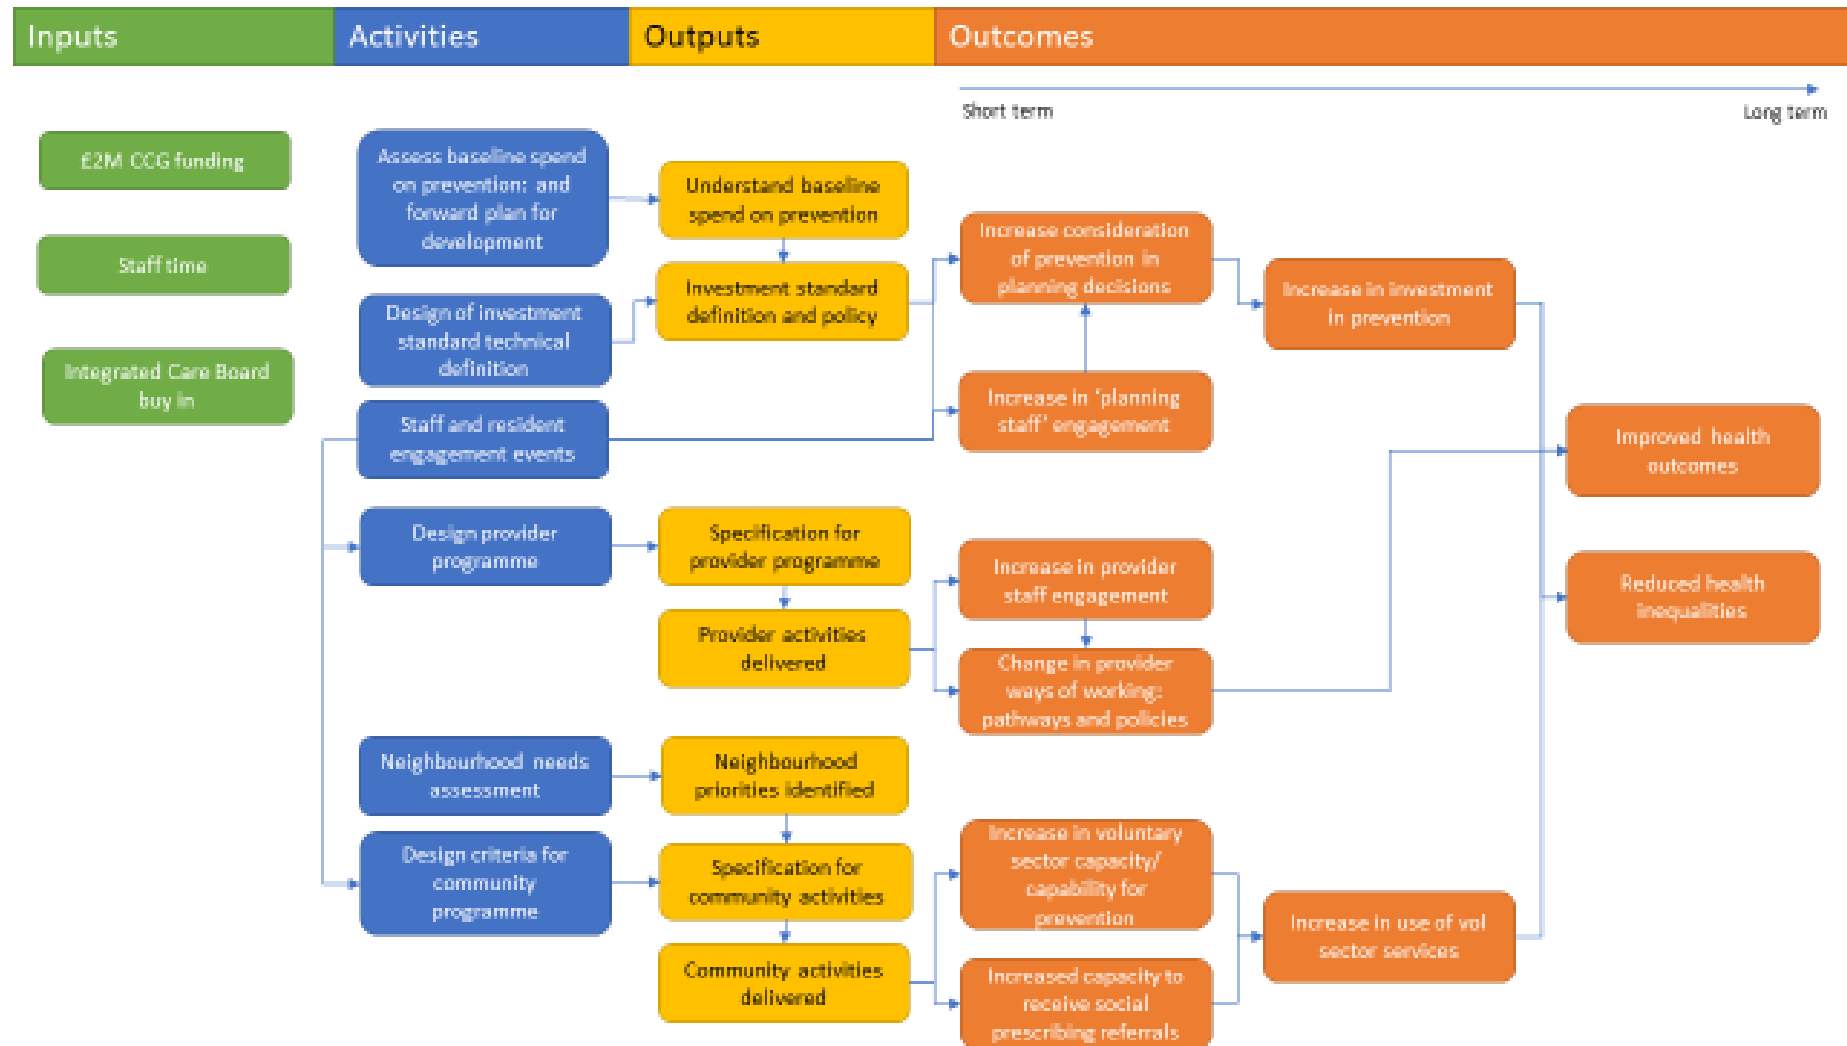 Inputs
Activities
Outputs
Outcomes
Short term
Long term
£2M CCG funding
Staff time
Integrated Care Board
buy in
Assess baseline spend
on prevention: and
forward plan for
development
Design of investment
standard technical
definition
Staff and resident
engagement events
Design provider
programme
Neighbourhood needs
assessment
Design criteria for
community
programme
Understand baseline
spend on prevention
Investment standard
definition and policy
Specification for
provider programme
Provider activities
delivered
Neighbourhood
priorities identified
Specification for
community activities
Community activities
delivered
Increase consideration
of prevention in
planning decisions
Increase in 'planning
staff' engagement
Increase in provider
staff engagement
Change in provider
ways of working:
pathways and policies
Increase in voluntary
sector capacity/
capability for
prevention
Increased capacity to
receive social
prescribing referrals
Increase in investment
in prevention
Increase in use of vol
sector services
Improved health
outcomes
Reduced health
inequalities